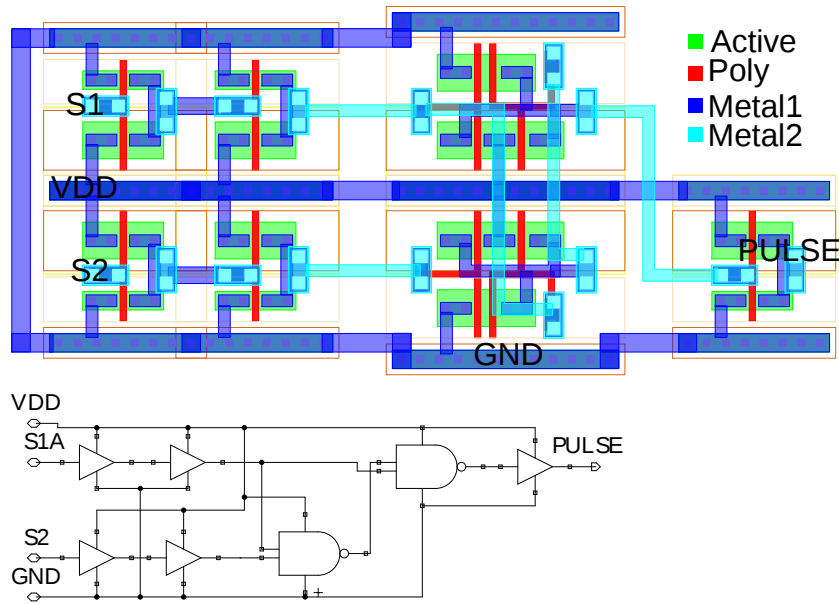 Active
Poly
Metal1
Metal2
S1
VDD
S2
PULSE
GND
VDD
S1A
PULSE
S2
GND
+